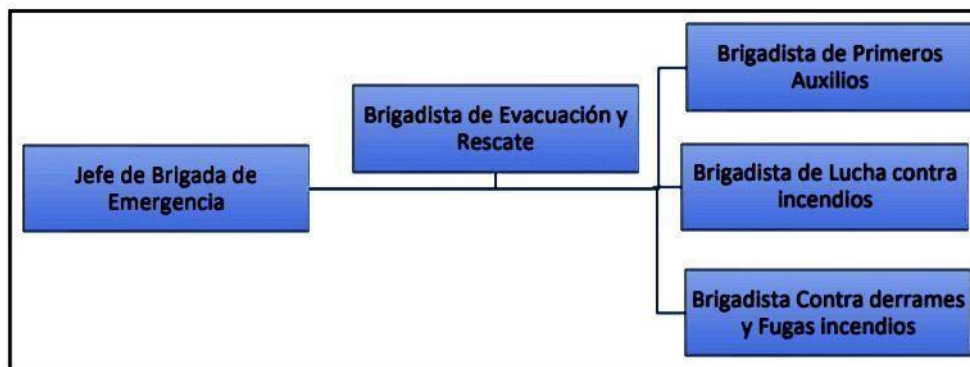 Jefe de Brigada de
Emergencia
Brigadista de Evacuación y
Rescate
Brigadista de Primeros
Auxilios
Brigadista de Lucha contra
incendios
Brigadista Contra derrames
y Fugas incendios